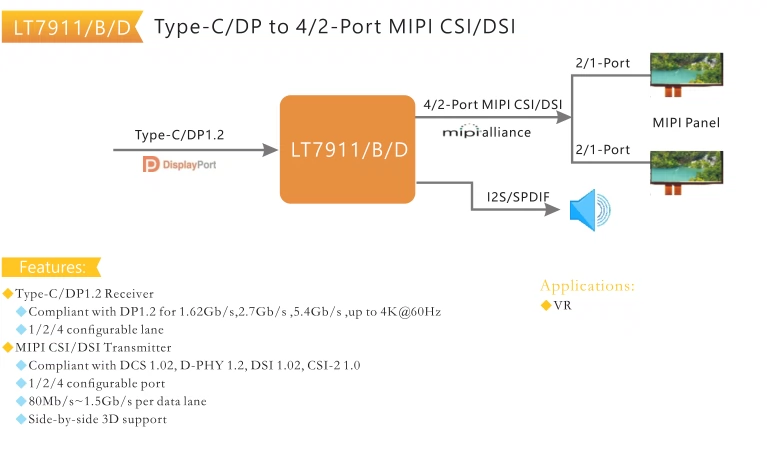 LT7911/B/D Type-C/DP to 4/2-Port MIPI CSI/DSI
2/1-Port
4/2-Port MIPI CSI/DSI
MIPI Panel
Type-C/DP1.2
mipi alliance
LT7911/B/D
2/1-Port
DisplayPort
I2S/SPDIF
Features:
◆Type-C/DP1.2 Receiver
◆Compliant with DP1.2 for 1.62Gb/s,2.7Gb/s ,5.4Gb/s ,up to 4K@60Hz
◆1/2/4 configurable lane
◆MIPI CSI/DSI Transmitter
◆Compliant with DCS 1.02, D-PHY 1.2, DSI 1.02, CSI-2 1.0
◆1/2/4 configurable port
◆80Mb/s~1.5Gb/s per data lane
◆Side-by-side 3D support
Applications:
◆VR